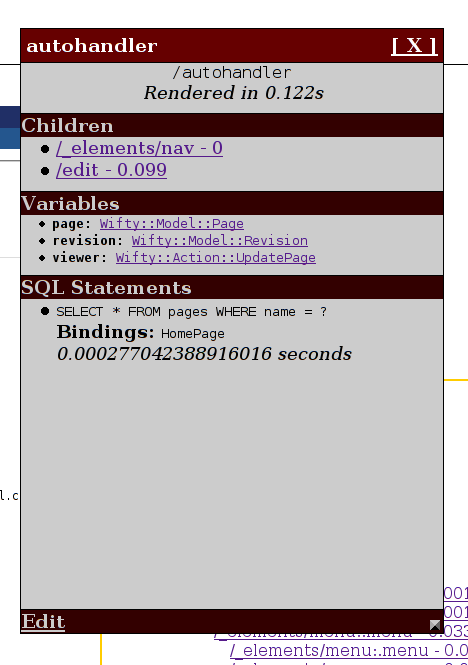 autohandler [ X ]
/autohandler
Rendered in 0.122s
Children
/_elements/nav - 0
/edit - 0.099
Variables
page: Wifty::Model::Page
revision: Wifty::Model::Revision
viewer: Wifty::Action::UpdatePage
SQL Statements
SELECT * FROM pages WHERE name = ?
Bindings: HomePage
0.000277042388916016 seconds
l.c
001
001
Edit
/_elements/menu::menu - 0.033
/_elements/menu:.menu - 0.0